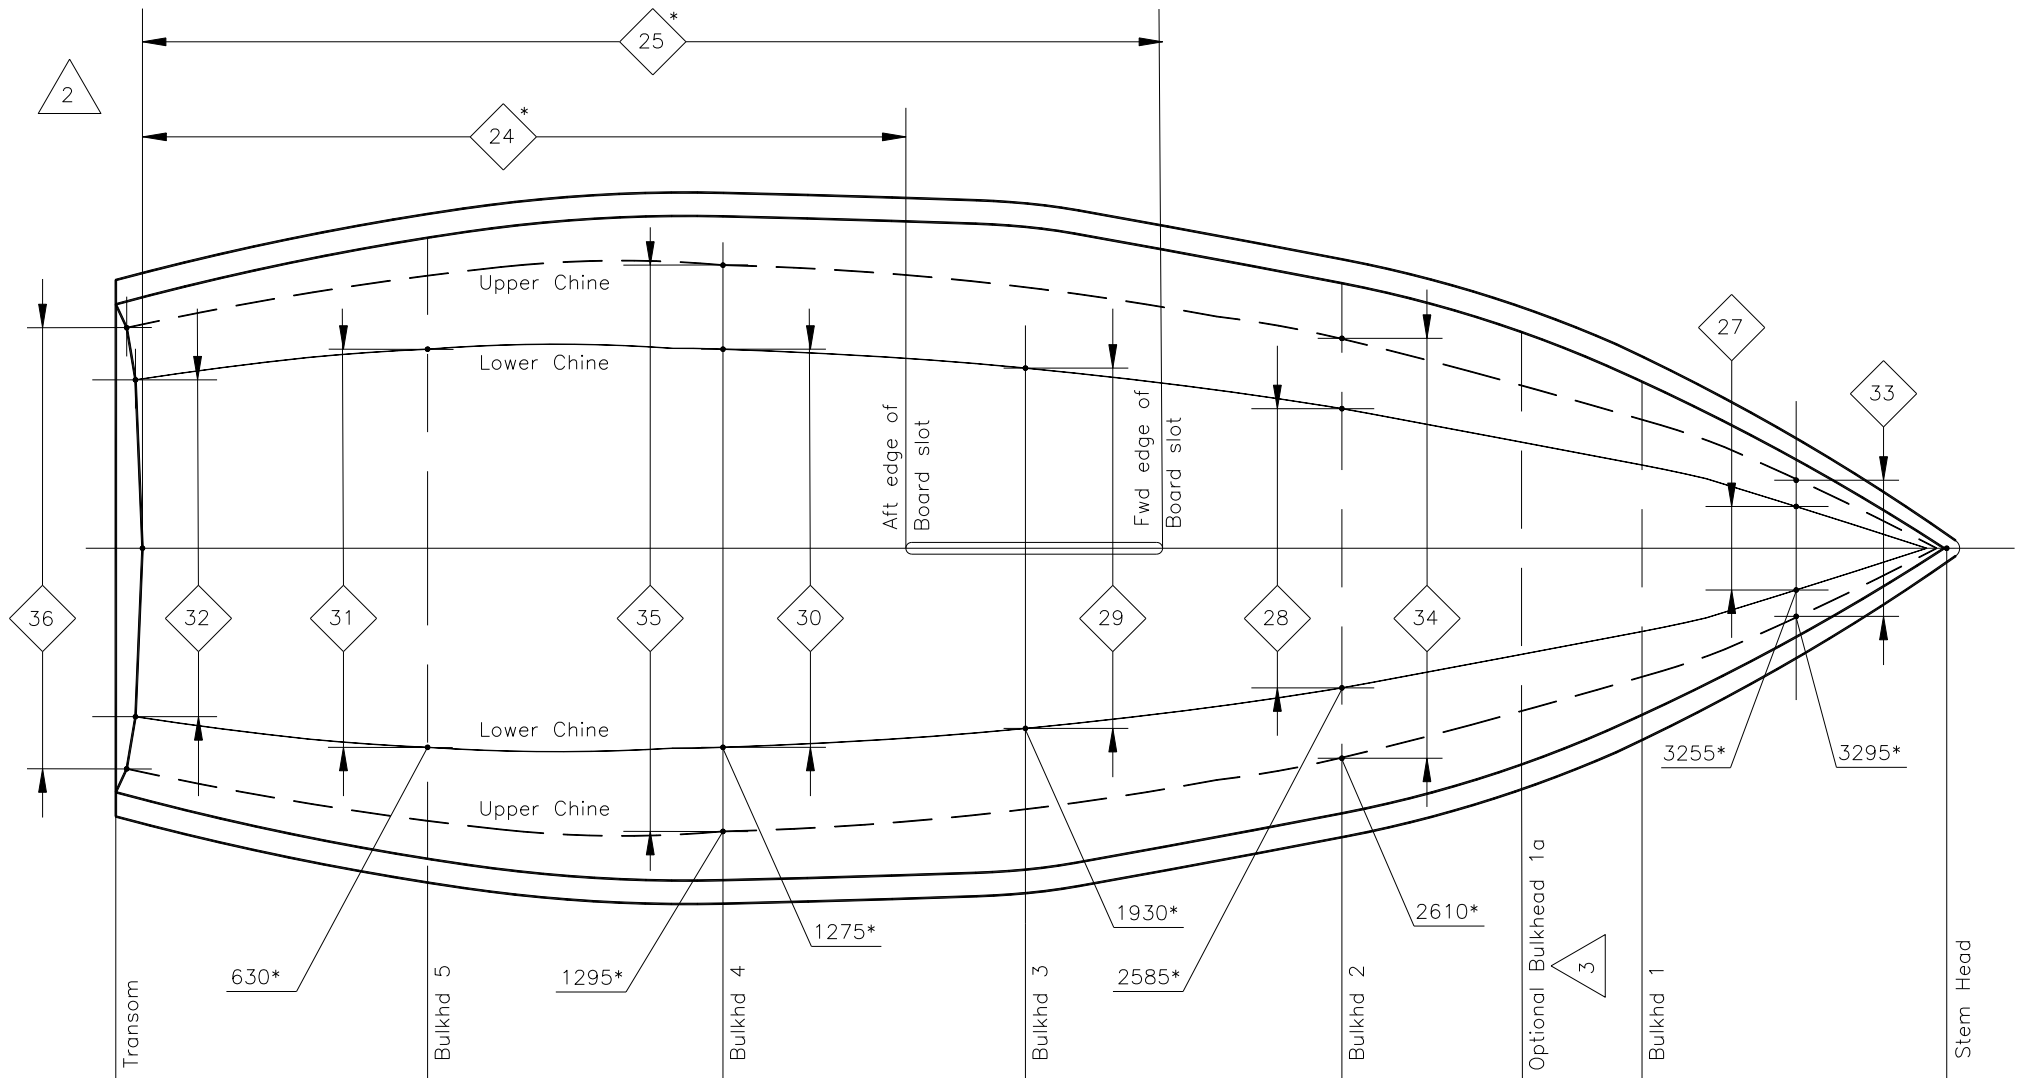 25
*
2
24
*
Upper Chine
27
Lower Chine
33
Aft edge of
Board slot
Fwd edge of
Board slot
36
32
31
35
30
29
28
34
Lower Chine
3255*
3295*
Upper Chine
630*
1295*
1275*
1930*
2585*
2610*
3
Transom
Bulkhd 5
Bulkhd 4
Bulkhd 3
Bulkhd 2
Optional Bulkhead 1a
Bulkhd 1
Stem Head